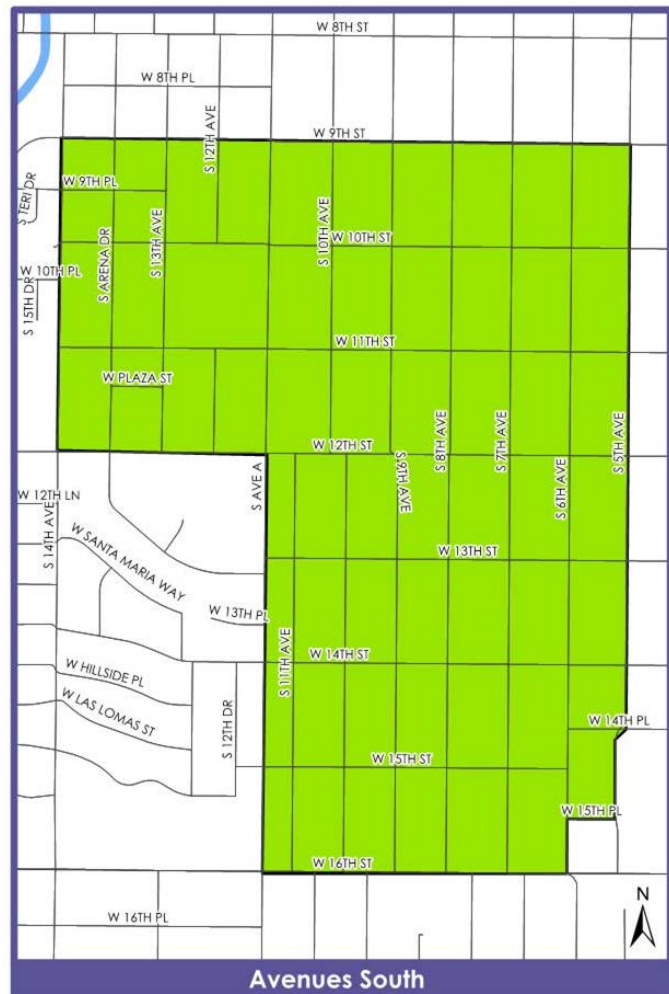 W 8TH ST
W 8TH PL
S 12TH AVE
W 9TH ST
S TERI DR
W 9TH PL
S ARENA DR
S 13TH AVE
S 10TH AVE
W 10TH ST
W 10TH PL
S 15TH DR
W 11TH ST
W PLAZA ST
S AVE A
W 12TH ST
S 9TH AVE
S 8TH AVE
S 7TH AVE
S 6TH AVE
S 5TH AVE
W 12TH LN
S 14TH AVE
W SANTA MARIA WAY
W 13TH ST
W 13TH PL
S 11TH AVE
W 14TH ST
W HILLSIDE PL
W LAS LOMAS ST
S 12TH DR
W 14TH PL
W 15TH ST
W 15TH PL
W 16TH ST
W 16TH PL
N
Avenues South